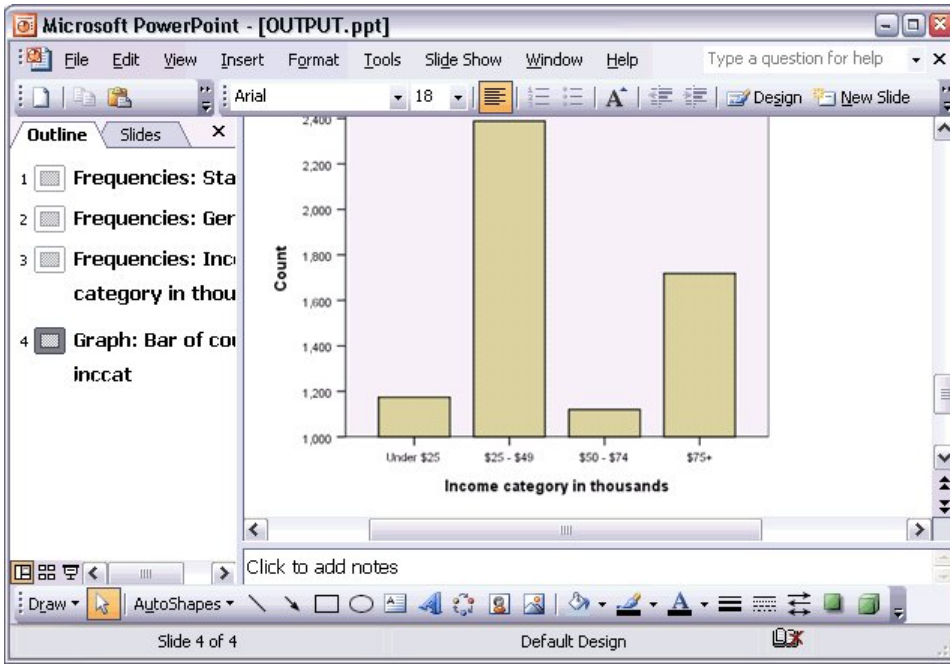 Microsoft PowerPoint - [OUTPUT.ppt]
File Edit View Insert Format Tools Slide Show Window Help Type a question for help
Arial 18 A Design New Slide
Outline Slides
1 Frequencies: Sta
2 Frequencies: Ger
3 Frequencies: Inc
category in thou
4 Graph: Bar of cou
inccat
2,400
2,200
2,000
1,800
1,600
1,400
1,200
1,000
Count
Under $25 $25 - $49 $50 - $74 $75+
Income category in thousands
Click to add notes
Draw AutoShapes A A
Slide 4 of 4 Default Design